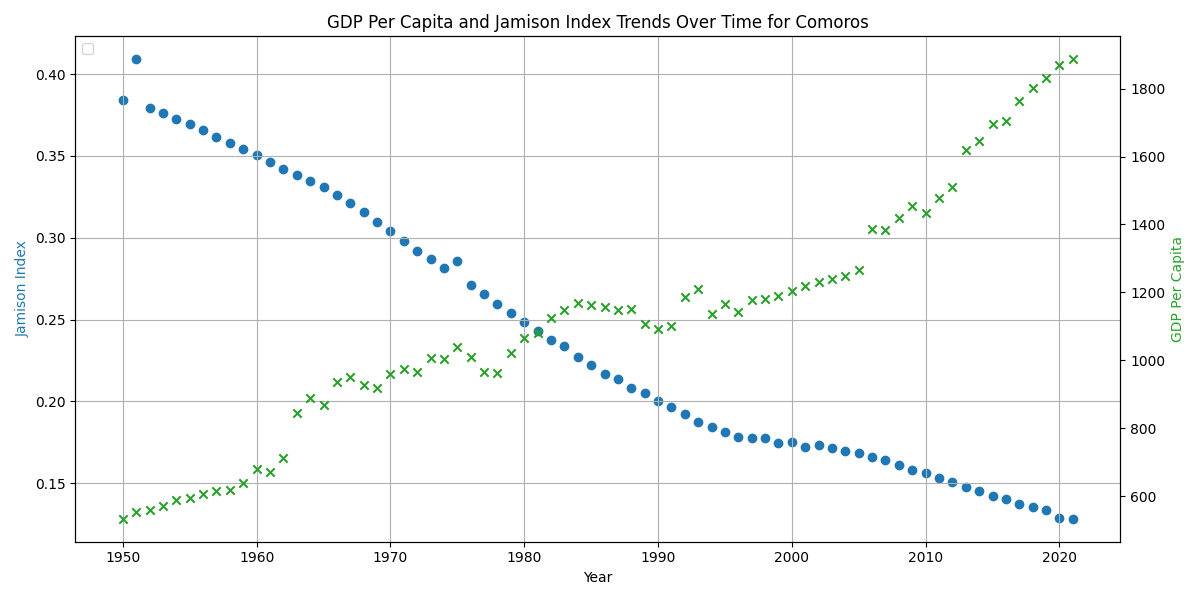 GDP Per Capita and Jamison Index Trends Over Time for Comoros
0.40
0.35
0.30
0.25
0.20
0.15
Jamison Index
1800
1600
1400
1200
1000
800
600
GDP Per Capita
1950 1960 1970 1980 1990 2000 2010 2020
Year